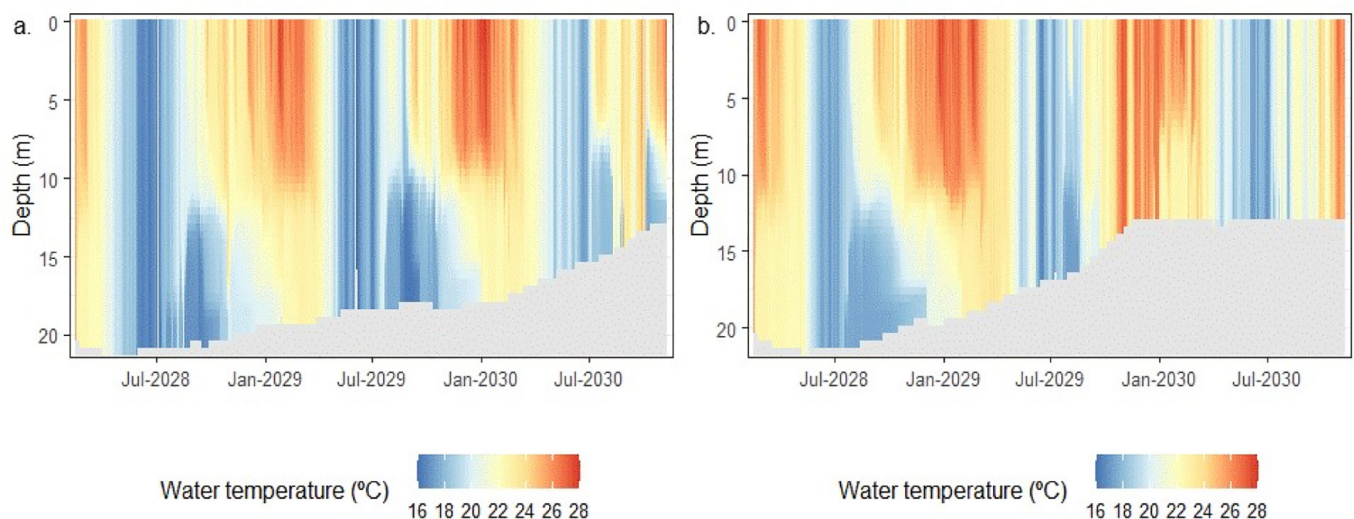 a.
0
5
10
15
20
Depth (m)
Jul-2028 Jan-2029 Jul-2029 Jan-2030 Jul-2030
Water temperature (ºC)
16 18 20 22 24 26 28
b.
0
5
10
15
20
Depth (m)
Jul-2028 Jan-2029 Jul-2029 Jan-2030 Jul-2030
Water temperature (ºC)
16 18 20 22 24 26 28